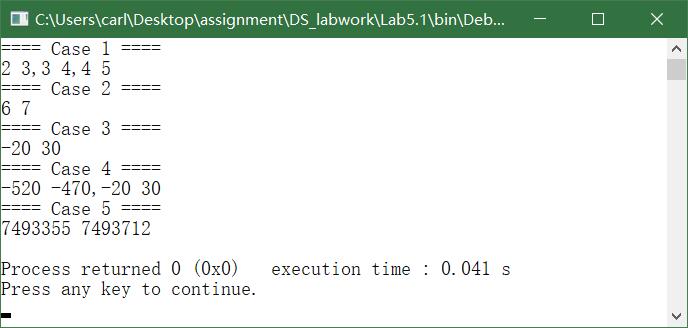 C:\Users\carl\Desktop\assignment\DS_labwork\Lab5.1\bin\Deb...
==== Case 1 ====
2 3,3 4,4 5
==== Case 2 ====
6 7
==== Case 3 ====
-20 30
==== Case 4 ====
-520 -470,-20 30
==== Case 5 ====
7493355 7493712
Process returned 0 (0x0)   execution time : 0.041 s
Press any key to continue.